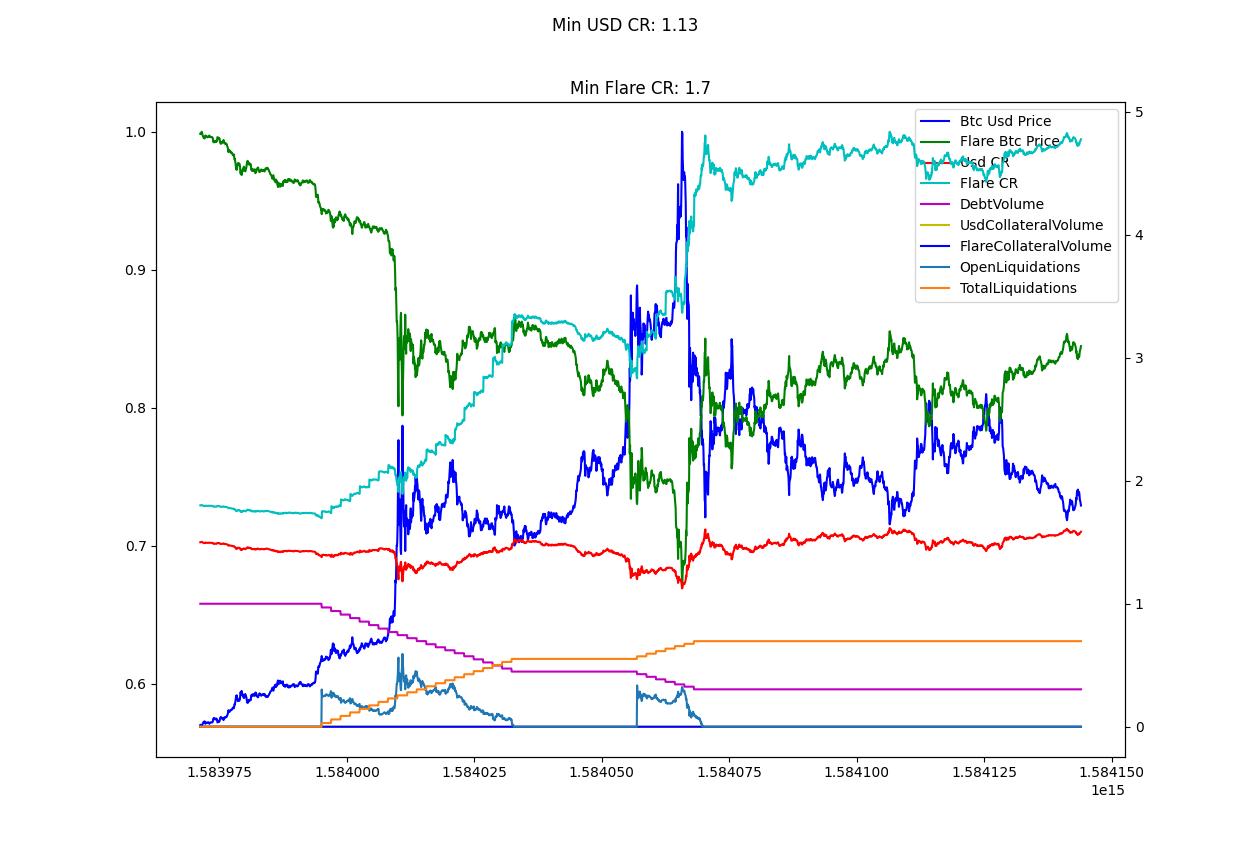 Min USD CR: 1.13
Min Flare CR: 1.7
1.0
0.9
0.8
0.7
0.6
5
4
3
2
1
0
Btc Usd Price
Flare Btc Price
Usd CR
Flare CR
DebtVolume
UsdCollateralVolume
FlareCollateralVolume
OpenLiquidations
TotalLiquidations
1.583975 1.584000 1.584025 1.584050 1.584075 1.584100 1.584125 1.584150
1e15